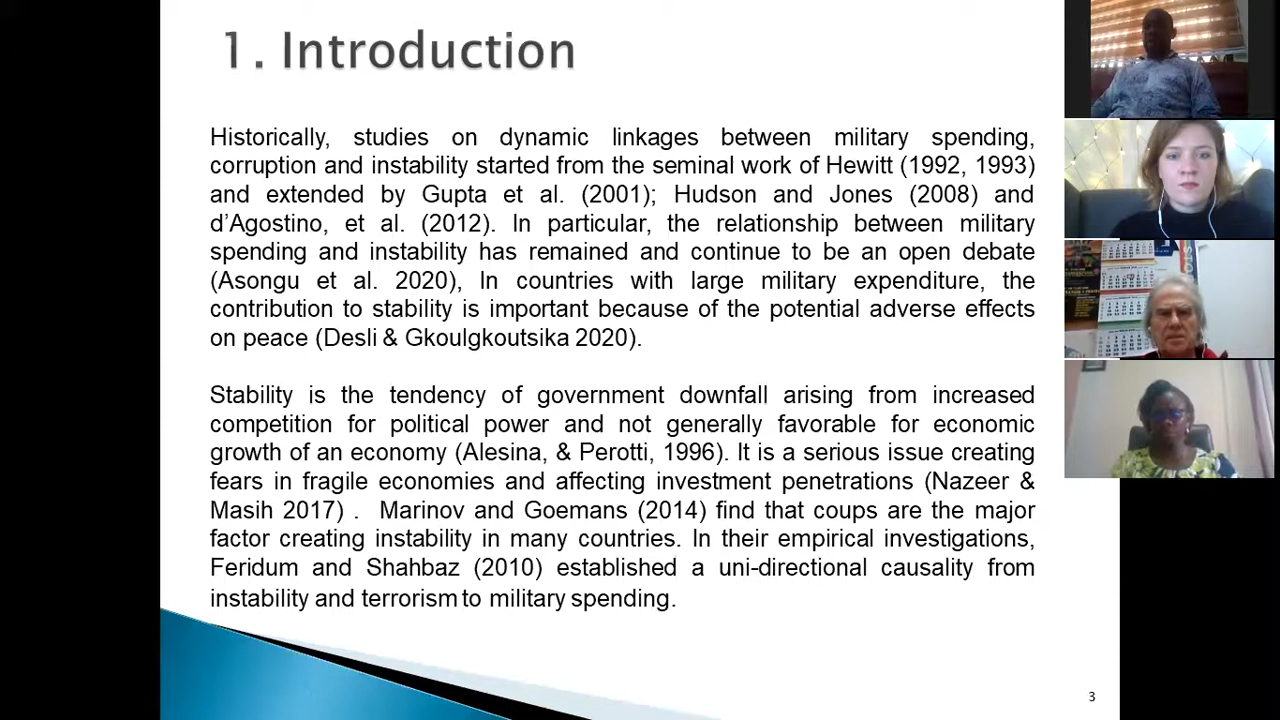 1. Introduction
Historically, studies on dynamic linkages between military spending,
corruption and instability started from the seminal work of Hewitt (1992, 1993)
and extended by Gupta et al. (2001); Hudson and Jones (2008) and
d’Agostino, et al. (2012). In particular, the relationship between military
spending and instability has remained and continue to be an open debate
(Asongu et al. 2020), In countries with large military expenditure, the
contribution to stability is important because of the potential adverse effects
on peace (Desli & Gkoulgkoutsika 2020).
Stability is the tendency of government downfall arising from increased
competition for political power and not generally favorable for economic
growth of an economy (Alesina, & Perotti, 1996). It is a serious issue creating
fears in fragile economies and affecting investment penetrations (Nazeer &
Masih 2017) . Marinov and Goemans (2014) find that coups are the major
factor creating instability in many countries. In their empirical investigations,
Feridum and Shahbaz (2010) established a uni-directional causality from
instability and terrorism to military spending.
3